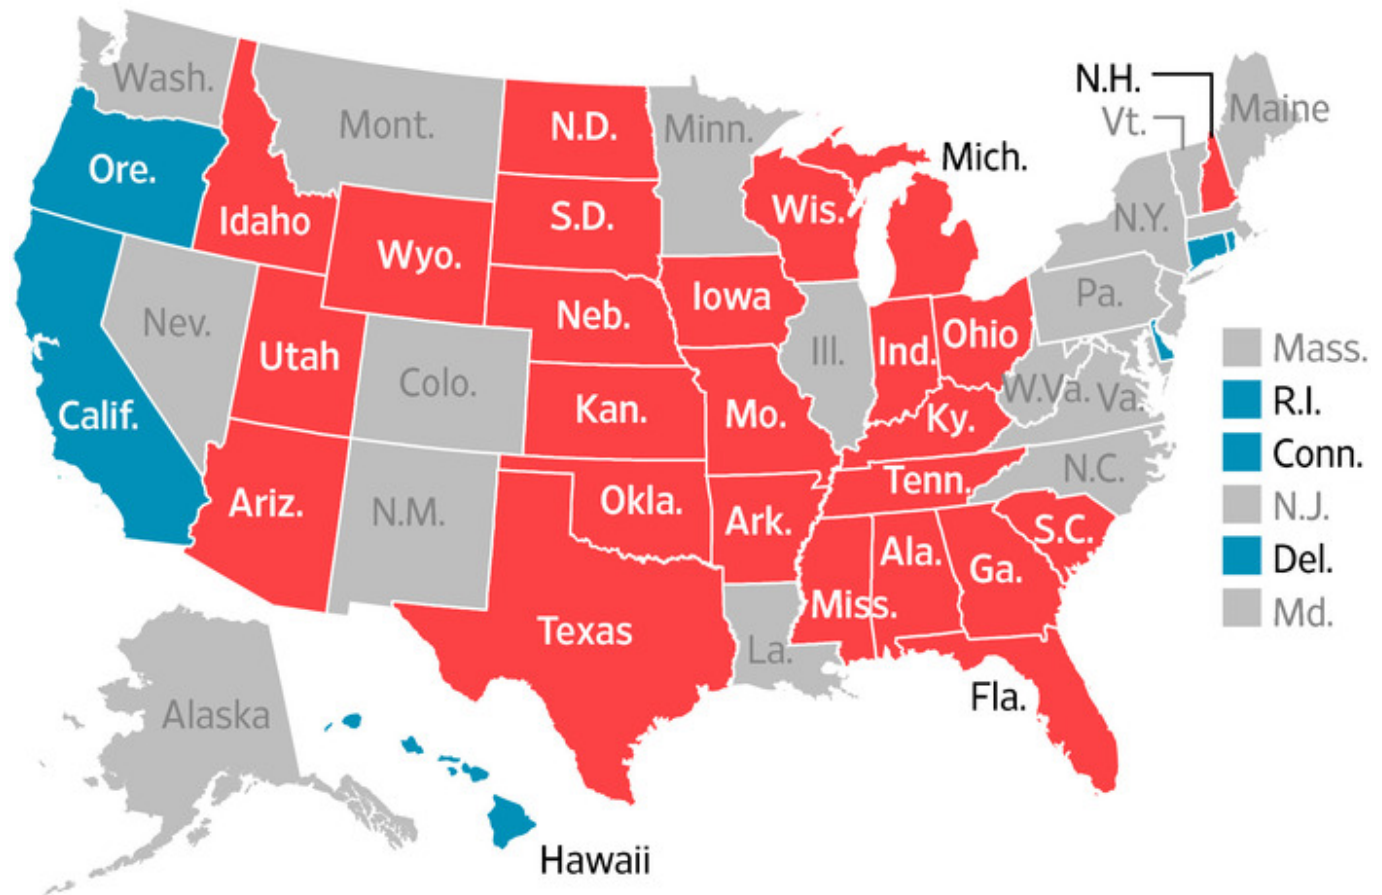 Wash.
Mont.
N.D.
Minn.
N.H.
Vt.
Maine
Mich.
Ore.
Idaho
Wyo.
S.D.
Wis.
N.Y.
Nev.
Utah
Colo.
Neb.
Iowa
Ill.
Ind.
Ohio
Pa.
Calif.
Kan.
Mo.
Ky.
W.Va.
Va.
Ariz.
N.M.
Okla.
Ark.
Tenn.
N.C.
S.C.
Texas
La.
Miss.
Ala.
Ga.
Fla.
Alaska
Hawaii
Mass.
R.I.
Conn.
N.J.
Del.
Md.